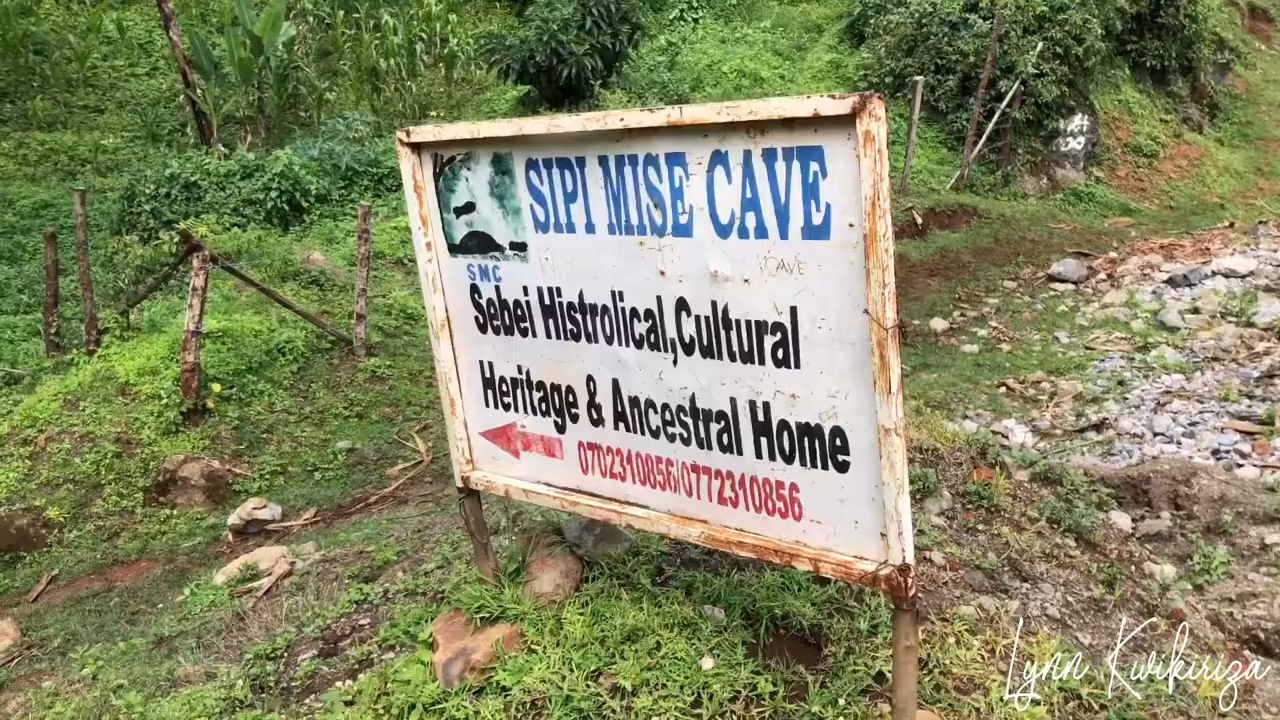 SIPI MISE CAVE
CAVE
SMC
Sebei Histrolical,Cultural
Heritage & Ancestral Home
0702310856/0772310856
Lynn Kwikiriza